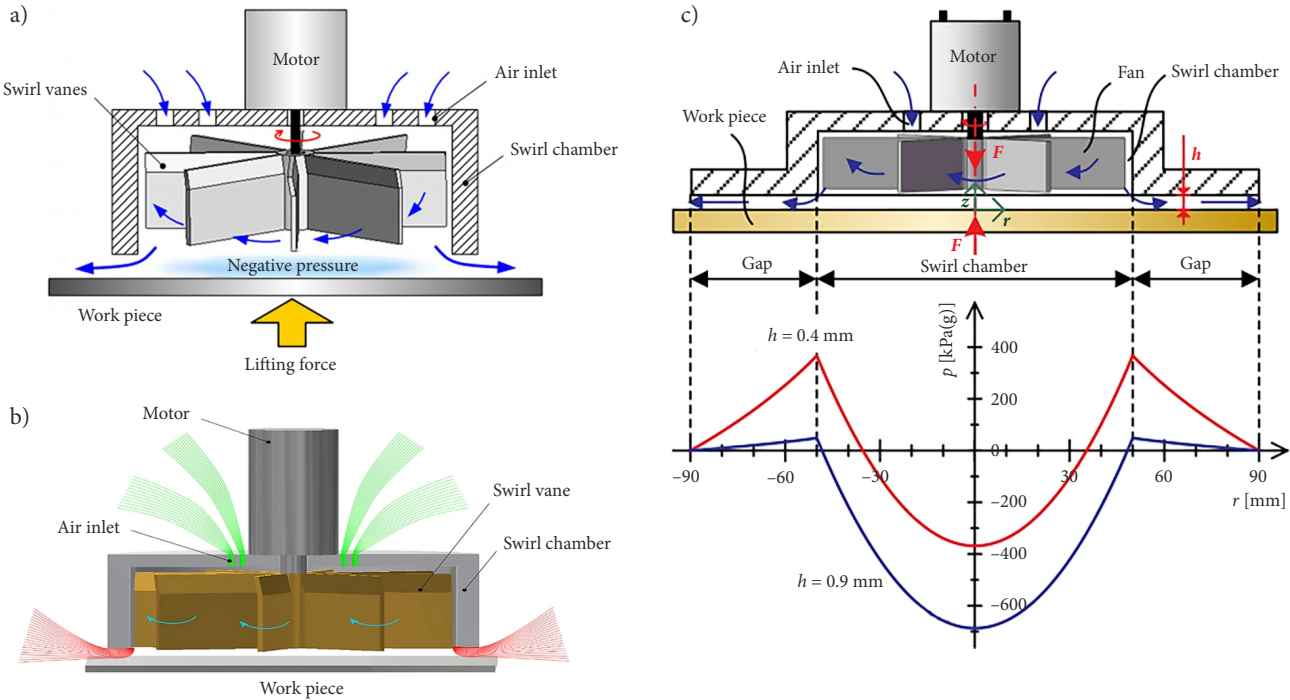 a)
Motor
Swirl vanes
Air inlet
Swirl chamber
Negative pressure
Work piece
Lifting force
b)
Motor
Swirl vane
Air inlet
Swirl chamber
Work piece
c)
Motor
Air inlet
Fan
Swirl chamber
Work piece
h
F
z
r
F
Gap
Swirl chamber
Gap
h = 0.4 mm
p [kPa(g)]
400
200
0
–90
–60
–30
30
60
90
–200
r [mm]
–400
h = 0.9 mm
–600